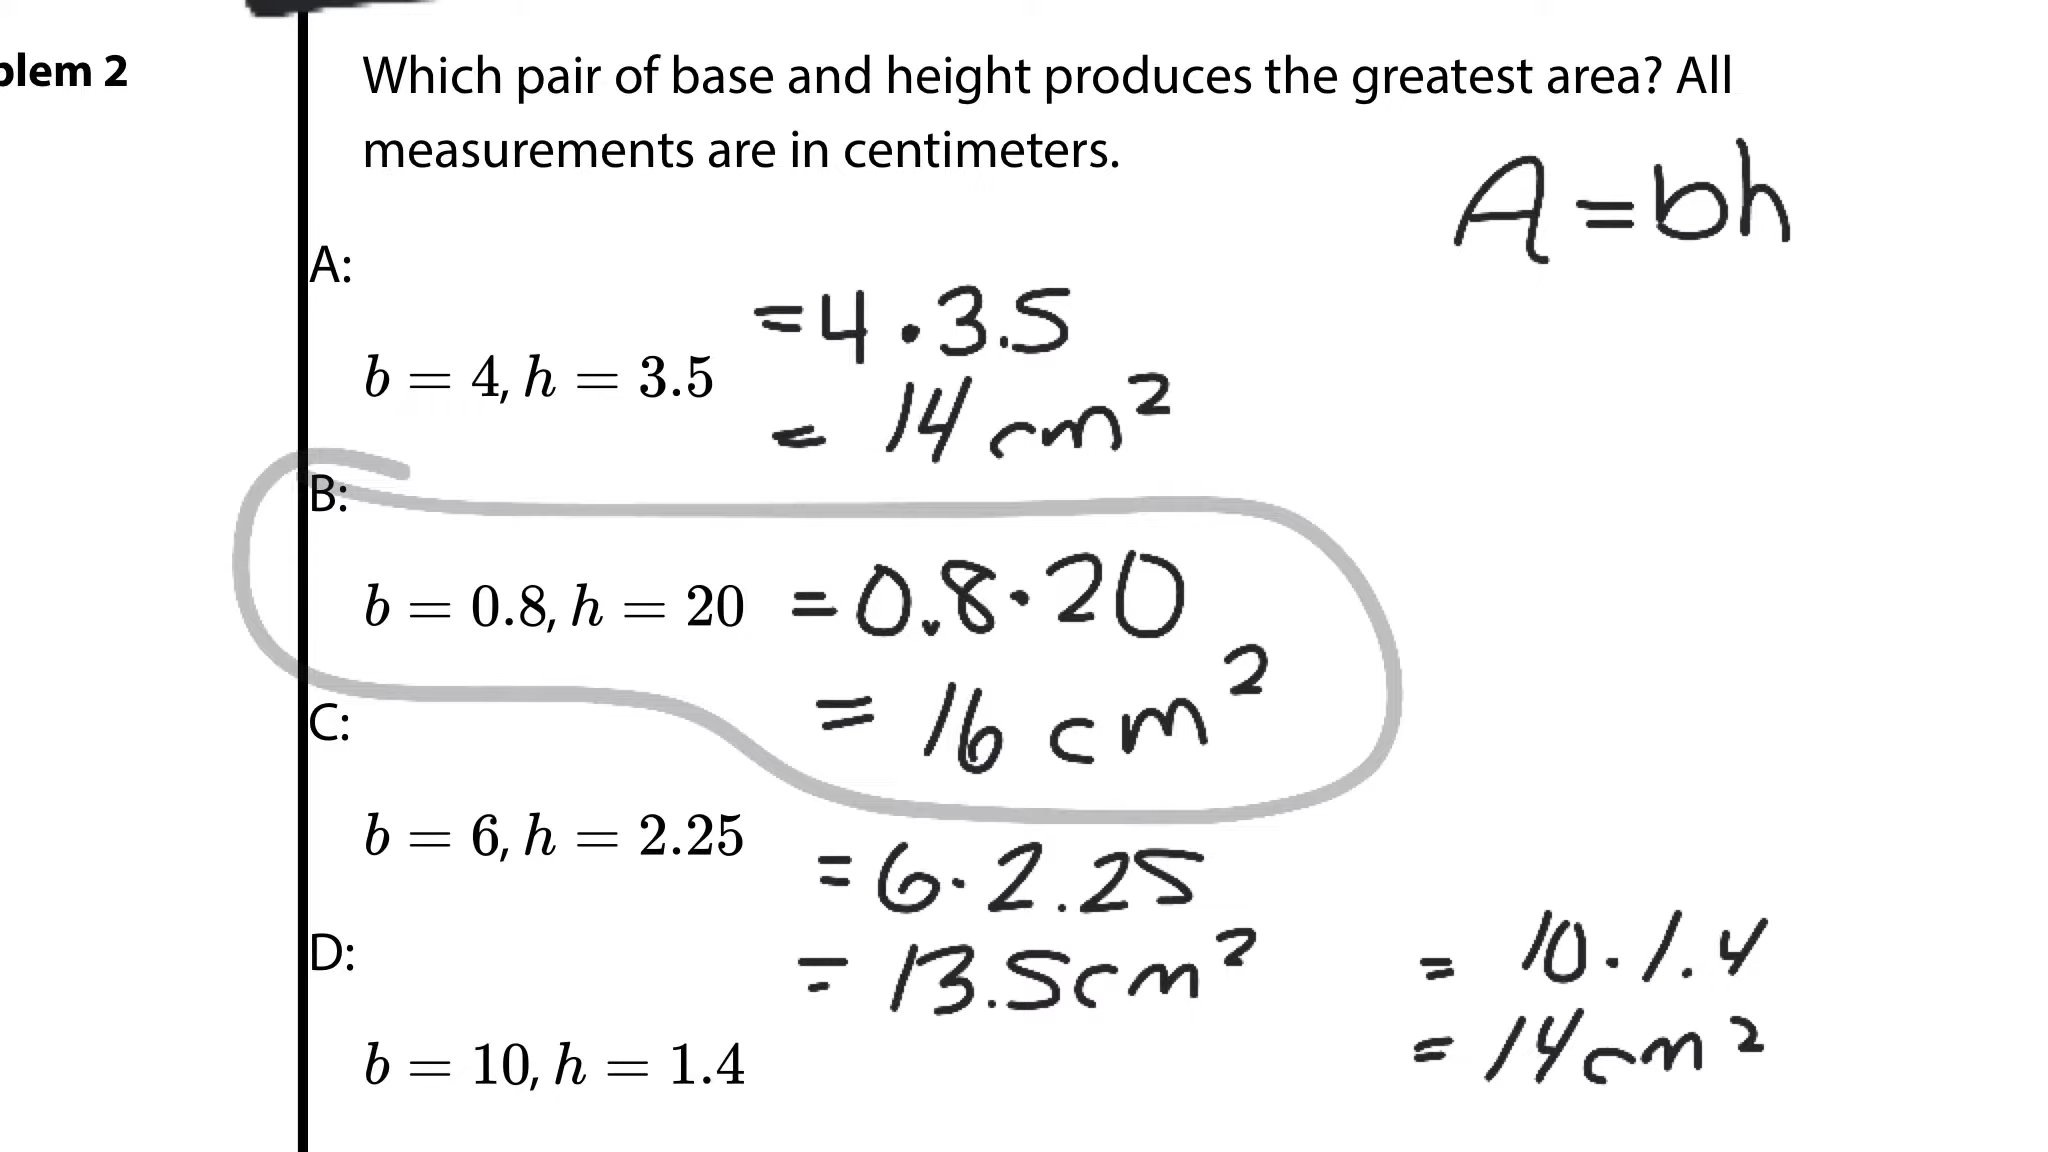 blem 2
Which pair of base and height produces the greatest area? All
measurements are in centimeters.
A = bh
A:
= 4 · 3.5
b = 4, h = 3.5
= 14 cm²
B:
b = 0.8, h = 20 = 0.8 · 20
= 16 cm²
C:
b = 6, h = 2.25
= 6 · 2.25
D:
= 13.5cm²
= 10 · 1.4
= 14cm²
b = 10, h = 1.4